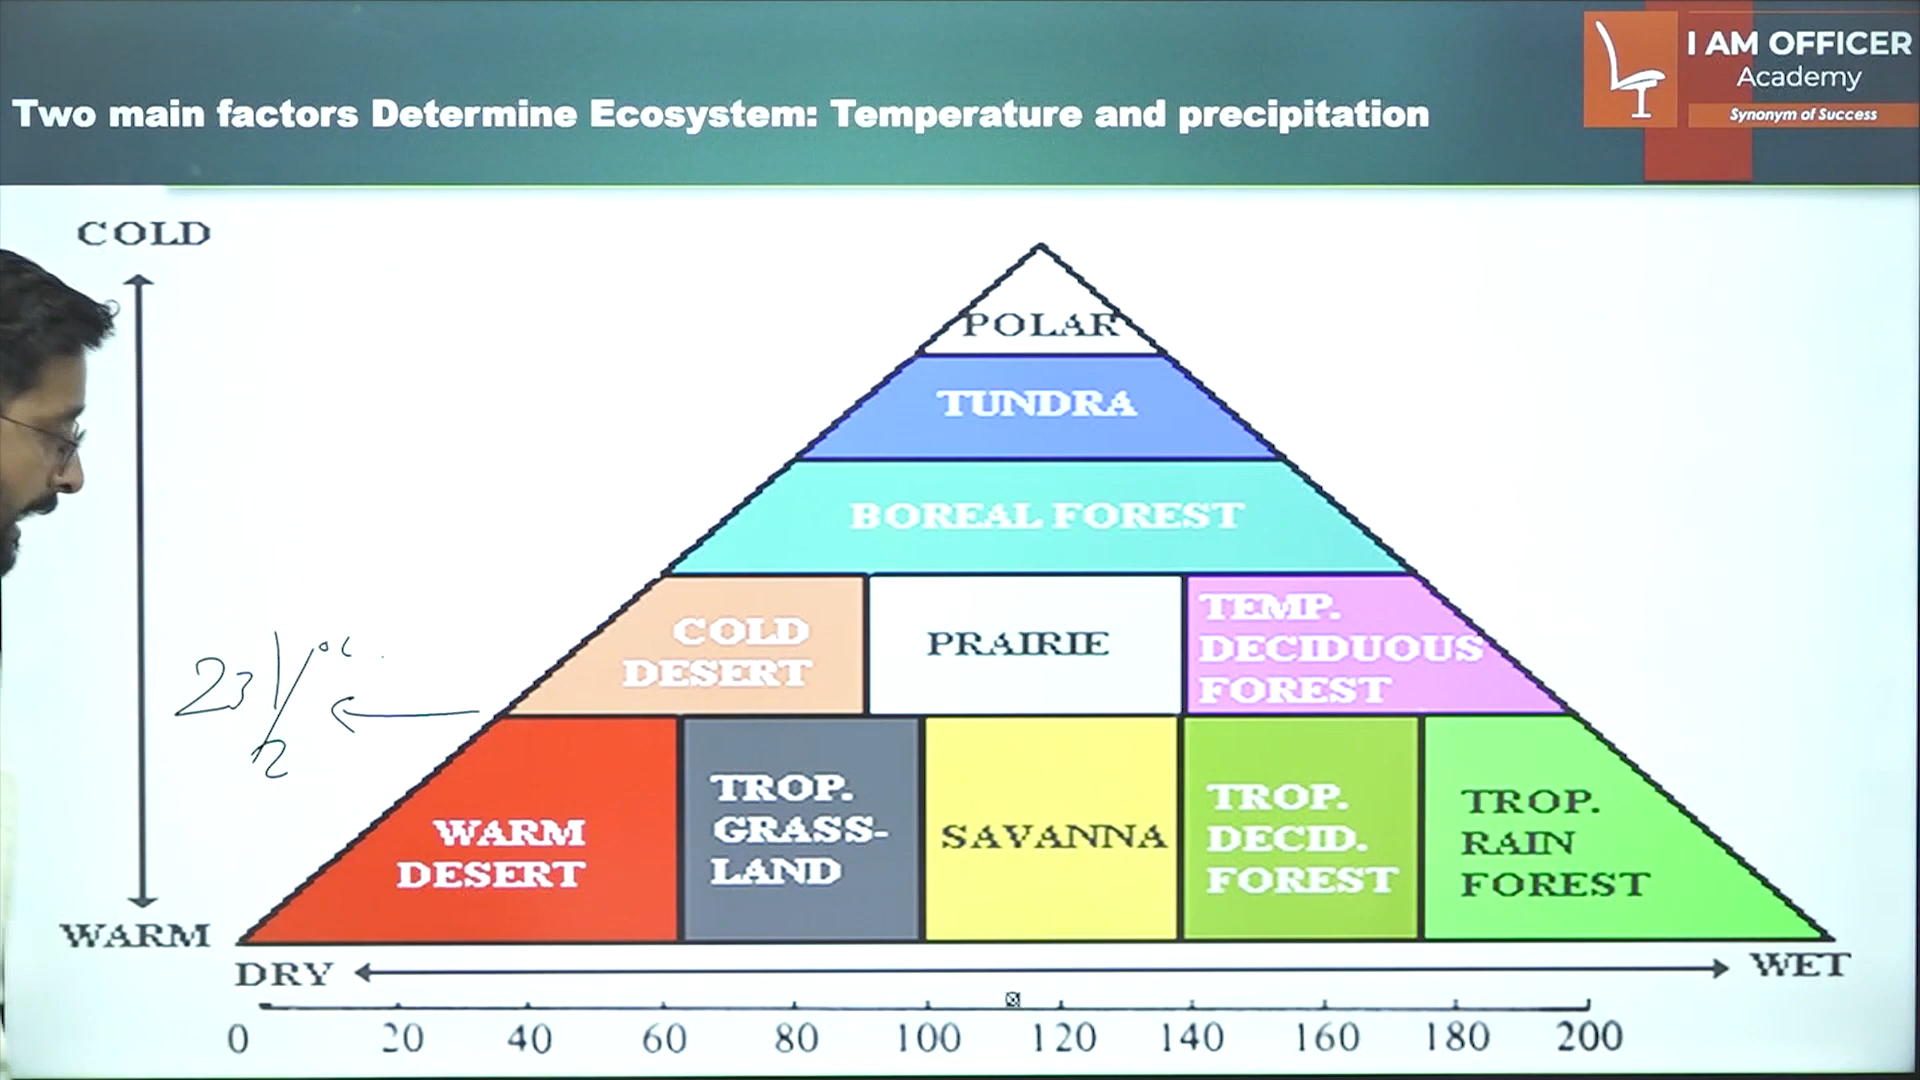 I AM OFFICER
Academy
Synonym of Success
Two main factors Determine Ecosystem: Temperature and precipitation
COLD
POLAR
TUNDRA
BOREAL FOREST
COLD
DESERT
PRAIRIE
TEMP.
DECIDUOUS
FOREST
23 1/2 °C
WARM
DESERT
TROP.
GRASS-
LAND
SAVANNA
TROP.
DECID.
FOREST
TROP.
RAIN
FOREST
WARM
DRY
WET
0 20 40 60 80 100 120 140 160 180 200